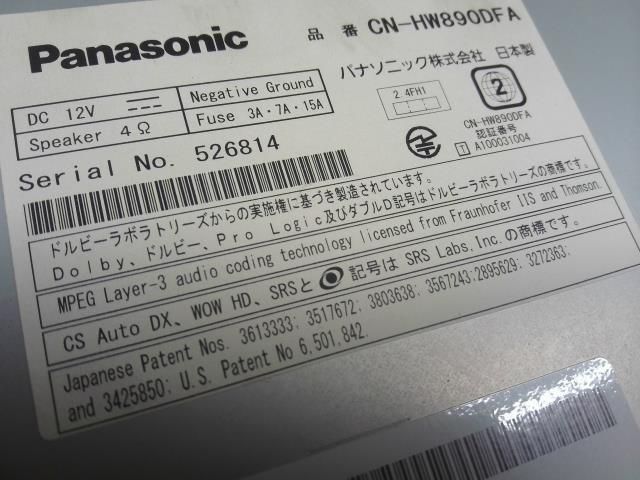 Panasonic 品番 CN-HW890DFA
パナソニック株式会社 日本製
DC 12V
Negative Ground
Speaker 4Ω
Fuse 3A・7A・15A
2.4FH1
2
CN-HW890DFA
認証番号
T A100031004
Serial No. 526814
ドルビーラボラトリーズからの実施権に基づき製造されています。
Dolby、ドルビー、Pro Logic及びダブルD記号はドルビーラボラトリーズの商標です。
MPEG Layer-3 audio coding technology licensed from Fraunhofer IIS and Thomson.
CS Auto DX、WOW HD、SRSと 記号は SRS Labs,Inc.の商標です。
Japanese Patent Nos. 3613333; 3517672; 3803638; 3567243;2895629; 3272363;
and 3425850; U.S. Patent No 6,501,842.